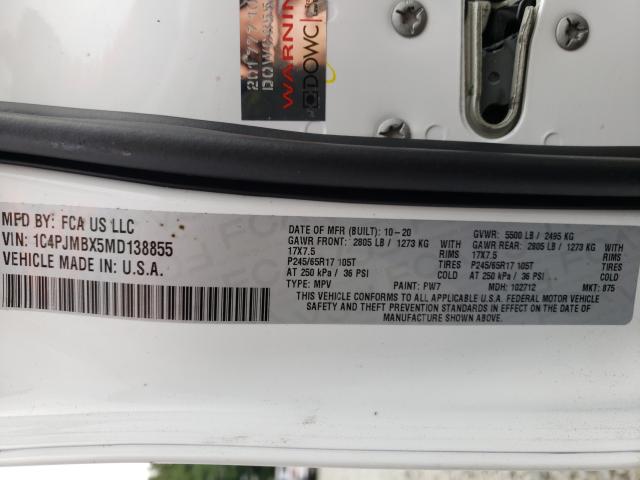 WARNING
DOWC
MFD BY: FCA US LLC
VIN: 1C4PJMBX5MD138855
VEHICLE MADE IN: U.S.A.
DATE OF MFR (BUILT): 10-20 GVWR: 5500 LB / 2495 KG
GAWR FRONT: 2805 LB / 1273 KG WITH GAWR REAR: 2805 LB / 1273 KG WITH
17X7.5 RIMS 17X7.5 RIMS
P245/65R17 105T TIRES P245/65R17 105T TIRES
AT 250 kPa / 36 PSI COLD AT 250 kPa / 36 PSI COLD
TYPE: MPV PAINT: PW7 MDH: 102712 MKT: 875
THIS VEHICLE CONFORMS TO ALL APPLICABLE U.S.A. FEDERAL MOTOR VEHICLE
SAFETY AND THEFT PREVENTION STANDARDS IN EFFECT ON THE DATE OF
MANUFACTURE SHOWN ABOVE.